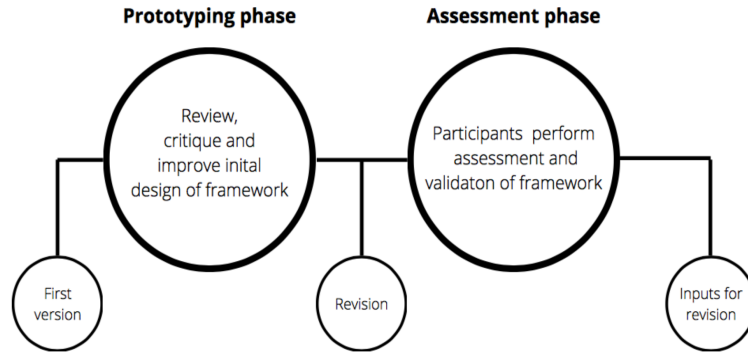 Prototyping phase
Assessment phase
Review,
critique and
improve inital
design of framework
Participants perform
assessment and
validaton of framework
First
version
Revision
Inputs for
revision